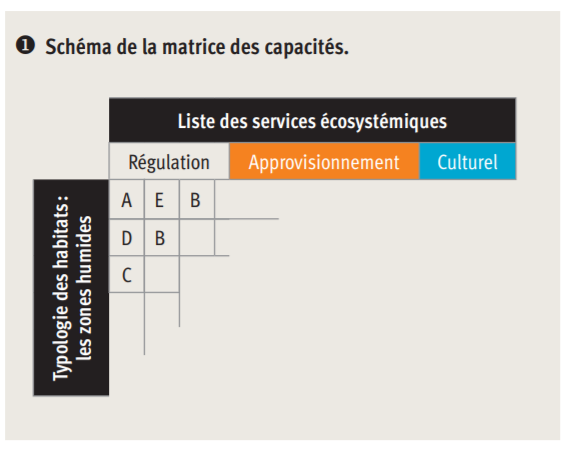 ❶ Schéma de la matrice des capacités.
Liste des services écosystémiques
Régulation Approvisionnement Culturel
Typologie des habitats :
les zones humides
A E B
D B
C